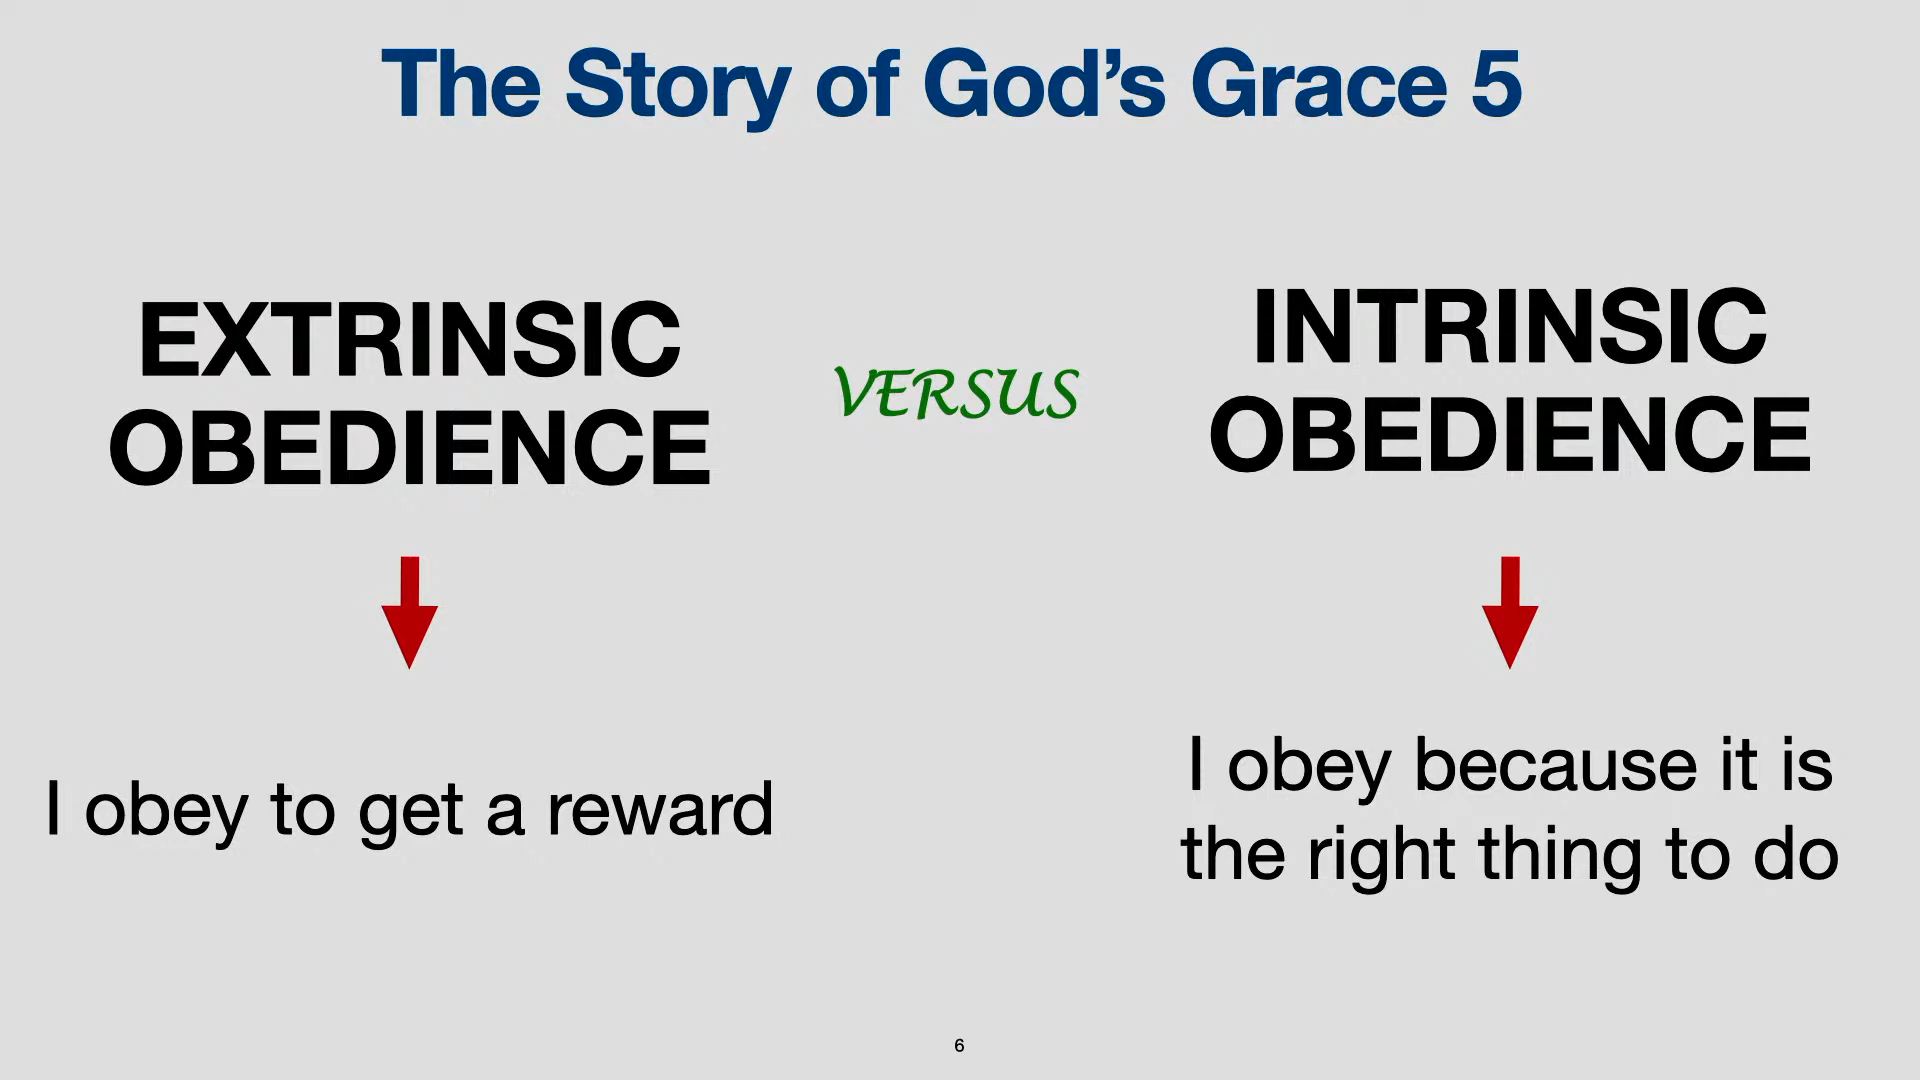 The Story of God’s Grace 5
EXTRINSIC
OBEDIENCE
VERSUS
INTRINSIC
OBEDIENCE
I obey to get a reward
I obey because it is
the right thing to do
6